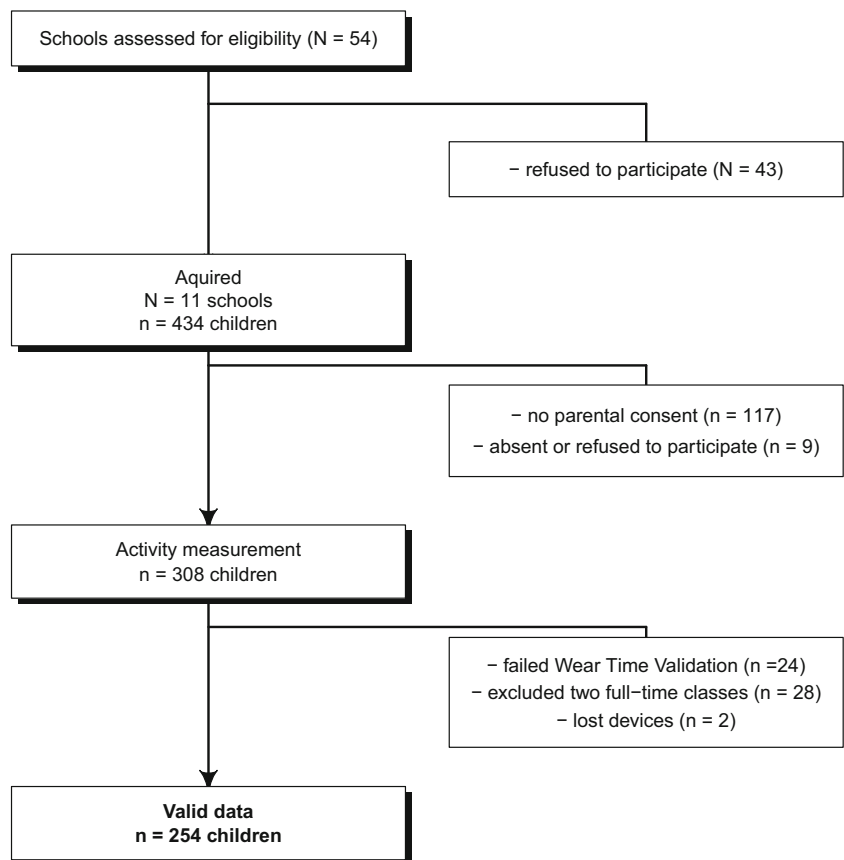 Schools assessed for eligibility (N = 54)
− refused to participate (N = 43)
Aquired
N = 11 schools
n = 434 children
− no parental consent (n = 117)
− absent or refused to participate (n = 9)
Activity measurement
n = 308 children
− failed Wear Time Validation (n =24)
− excluded two full−time classes (n = 28)
− lost devices (n = 2)
Valid data
n = 254 children